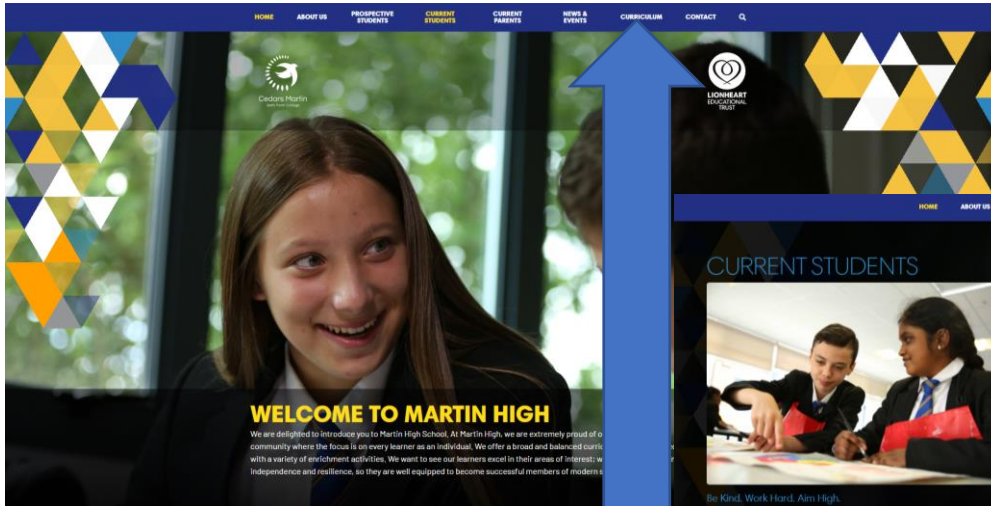 HOME ABOUT US PROSPECTIVE STUDENTS CURRENT STUDENTS CURRENT PARENTS NEWS & EVENTS CURRICULUM CONTACT
Cedars Martin
LIONHEART
EDUCATIONAL
TRUST
WELCOME TO MARTIN HIGH
We are delighted to introduce you to Martin High School. At Martin High, we are extremely proud of
community where the focus is on every learner as an individual. We offer a broad and balanced
with a variety of enrichment activities. We want to see our learners excel in their areas of interest;
independence and resilience, so they are well equipped to become successful members of modern
HOME ABOUT US
CURRENT STUDENTS
Be Kind. Work Hard. Aim High.